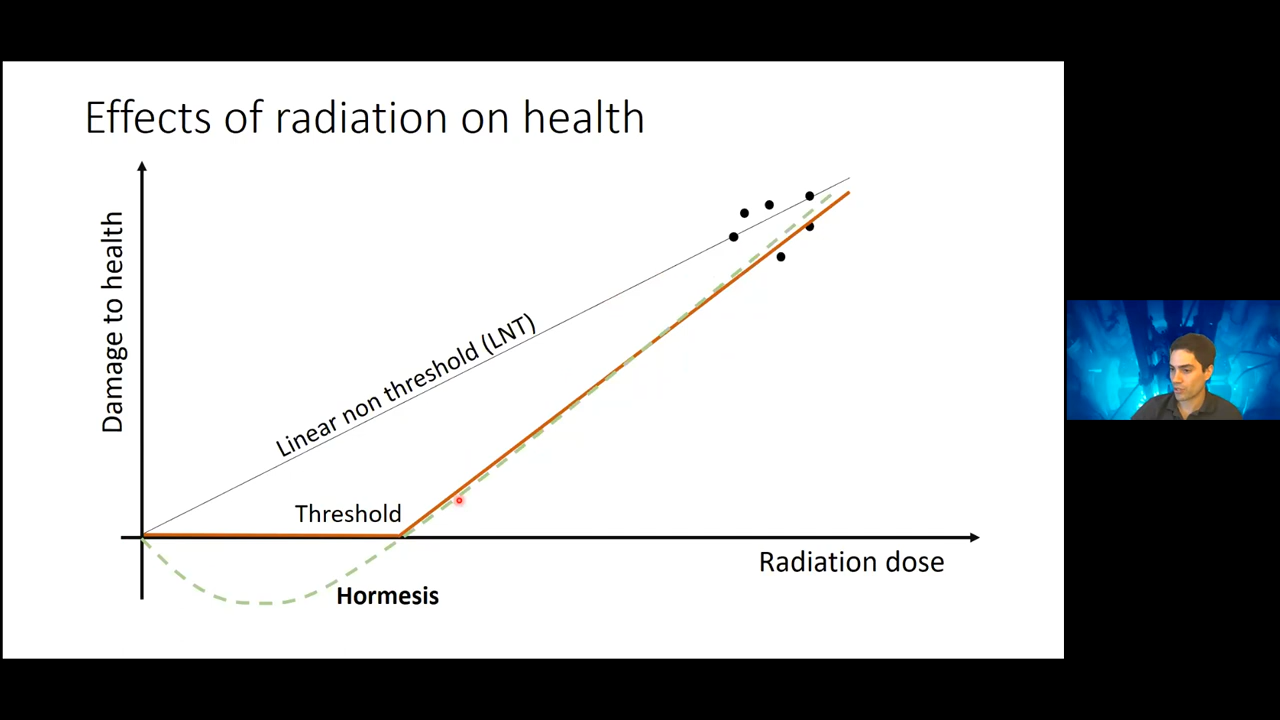 Effects of radiation on health
Damage to health
Linear non threshold (LNT)
Threshold
Radiation dose
Hormesis